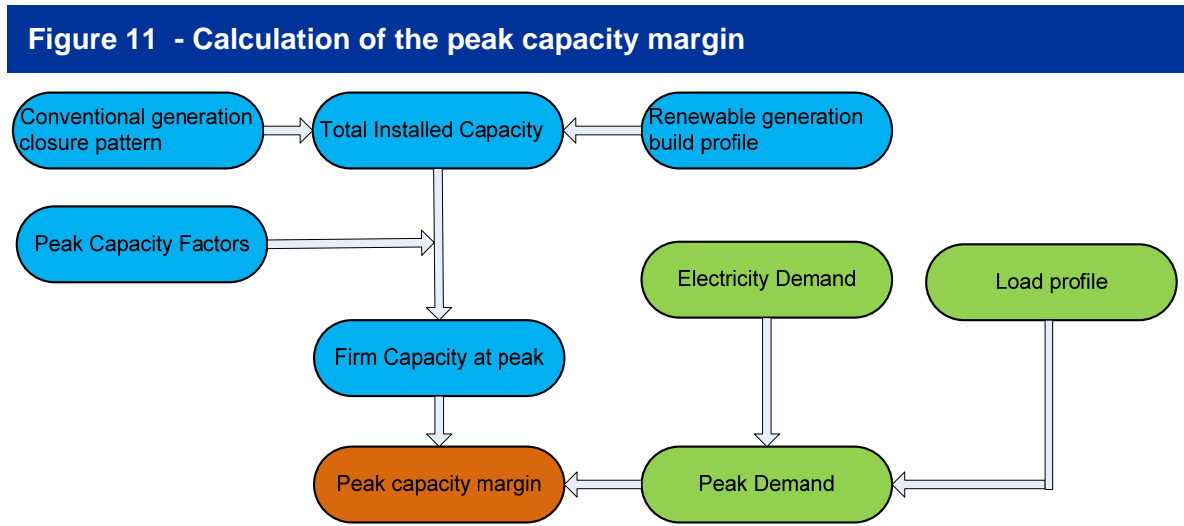 Figure 11  - Calculation of the peak capacity margin
Conventional generation
closure pattern
Total Installed Capacity
Renewable generation
build profile
Peak Capacity Factors
Electricity Demand
Load profile
Firm Capacity at peak
Peak capacity margin
Peak Demand